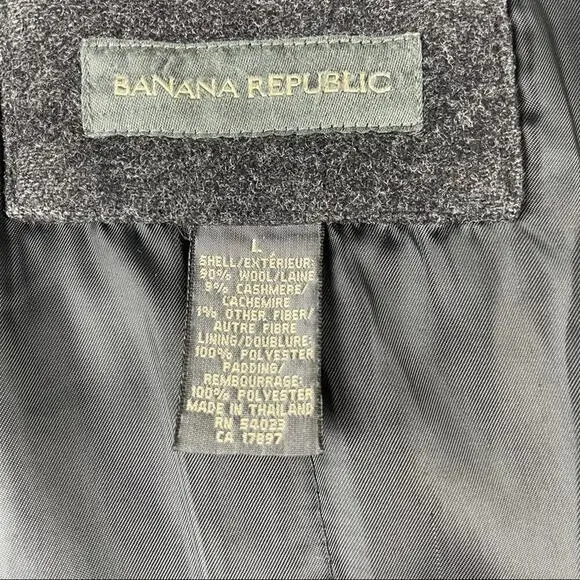 BANANA REPUBLIC
L
SHELL/EXTÉRIEUR:
90% WOOL/LAINE
9% CASHMERE/
CACHEMIRE
1% OTHER FIBER/
AUTRE FIBRE
LINING/DOUBLURE:
100% POLYESTER
PADDING/
REMBOURRAGE:
100% POLYESTER
MADE IN THAILAND
RN 54023
CA 17897